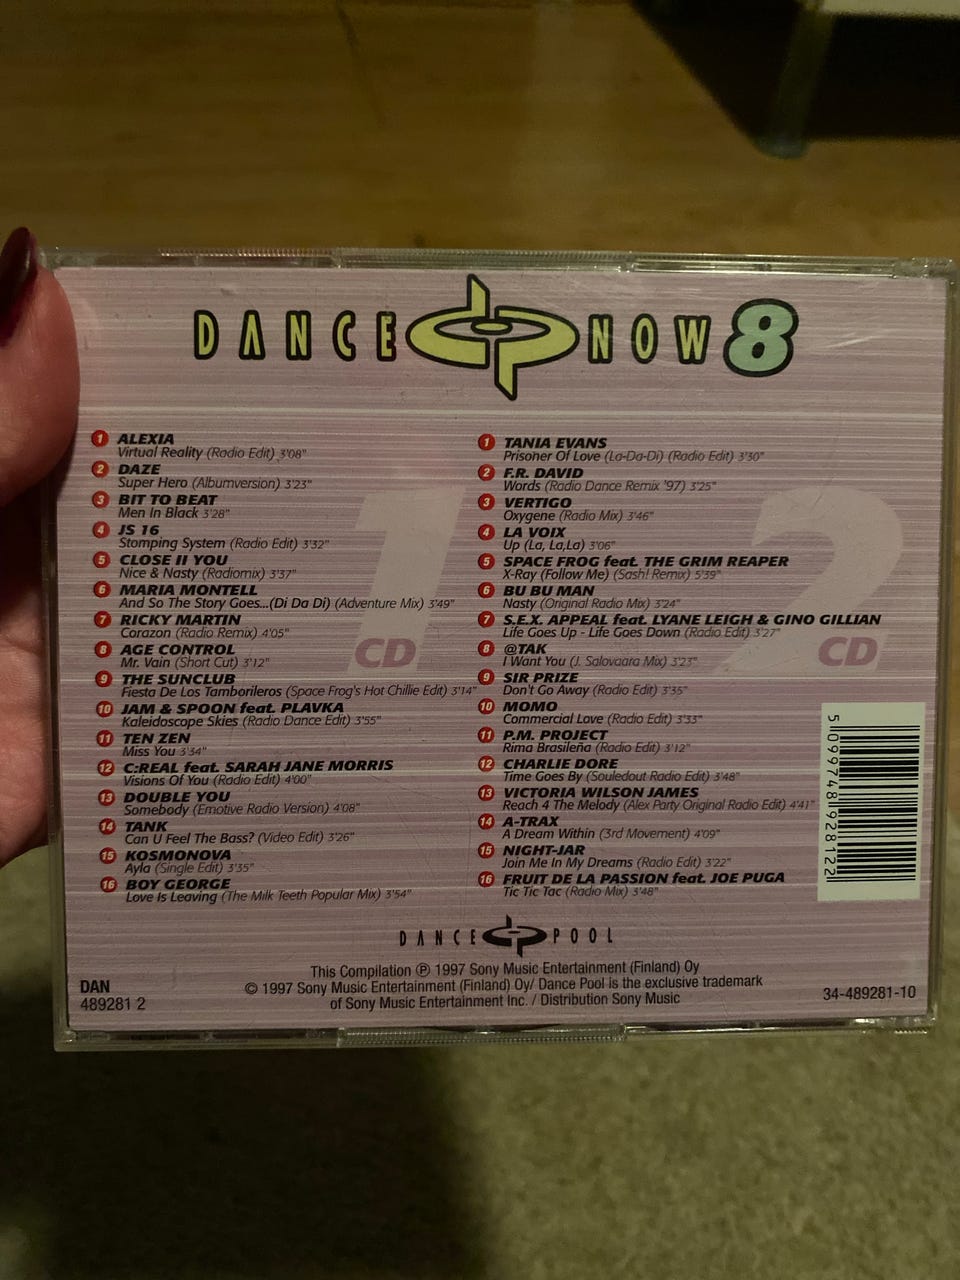 DANCE NOW 8
1 ALEXIA
Virtual Reality (Radio Edit) 3'08"
2 DAZE
Super Hero (Albumversion) 3'23"
3 BIT TO BEAT
Men In Black 3'28"
4 JS 16
Stomping System (Radio Edit) 3'32"
5 CLOSE II YOU
Nice & Nasty (Radiomix) 3'37"
6 MARIA MONTELL
And So The Story Goes...(Di Da Di) (Adventure Mix) 3'49"
7 RICKY MARTIN
Corazon (Radio Remix) 4'05"
8 AGE CONTROL
Mr. Vain (Short Cut) 3'12"
9 THE SUNCLUB
Fiesta De Los Tamborileros (Space Frog's Hot Chillie Edit) 3'14"
10 JAM & SPOON feat. PLAVKA
Kaleidoscope Skies (Radio Dance Edit) 3'55"
11 TEN ZEN
Miss You 3'34"
12 C:REAL feat. SARAH JANE MORRIS
Visions Of You (Radio Edit) 4'00"
13 DOUBLE YOU
Somebody (Emotive Radio Version) 4'08"
14 TANK
Can U Feel The Bass? (Video Edit) 3'26"
15 KOSMONOVA
Ayla (Single Edit) 3'35"
16 BOY GEORGE
Love Is Leaving (The Milk Teeth Popular Mix) 3'54"
1
CD
1 TANIA EVANS
Prisoner Of Love (La-Da-Di) (Radio Edit) 3'30"
2 F.R. DAVID
Words (Radio Dance Remix '97) 3'25"
3 VERTIGO
Oxygene (Radio Mix) 3'46"
4 LA VOIX
Up (La, La,La) 3'06"
5 SPACE FROG feat. THE GRIM REAPER
X-Ray (Follow Me) (Sash! Remix) 5'39"
6 BU BU MAN
Nasty (Original Radio Mix) 3'24"
7 S.E.X. APPEAL feat. LYANE LEIGH & GINO GILLIAN
Life Goes Up - Life Goes Down (Radio Edit) 3'27"
8 @TAK
I Want You (J. Salovaara Mix) 3'23"
9 SIR PRIZE
Don't Go Away (Radio Edit) 3'35"
10 MOMO
Commercial Love (Radio Edit) 3'33"
11 P.M. PROJECT
Rima Brasileña (Radio Edit) 3'12"
12 CHARLIE DORE
Time Goes By (Souledout Radio Edit) 3'48"
13 VICTORIA WILSON JAMES
Reach 4 The Melody (Alex Party Original Radio Edit) 4'41"
14 A-TRAX
A Dream Within (3rd Movement) 4'09"
15 NIGHT-JAR
Join Me In My Dreams (Radio Edit) 3'22"
16 FRUIT DE LA PASSION feat. JOE PUGA
Tic Tic Tac (Radio Mix) 3'48"
2
CD
5 099748 928122
DANCE POOL
This Compilation ℗ 1997 Sony Music Entertainment (Finland) Oy
© 1997 Sony Music Entertainment (Finland) Oy/ Dance Pool is the exclusive trademark
of Sony Music Entertainment Inc. / Distribution Sony Music
DAN
489281 2
34-489281-10